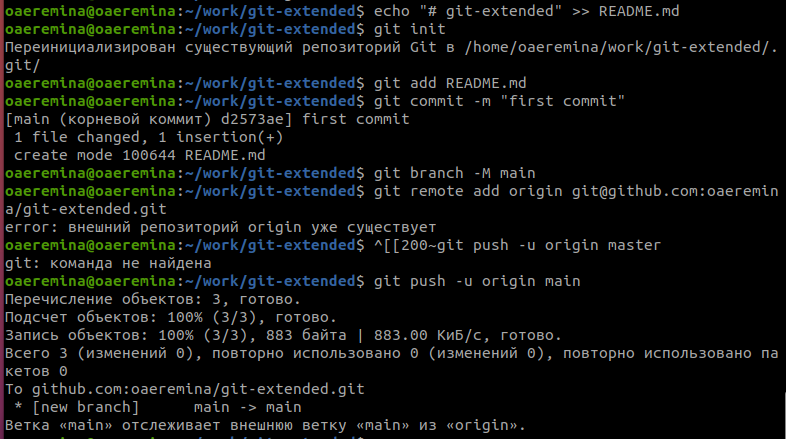 oaeremina@oaeremina:~/work/git-extended$ echo "# git-extended" >> README.md
oaeremina@oaeremina:~/work/git-extended$ git init
Переинициализирован существующий репозиторий Git в /home/oaeremina/work/git-extended/.
git/
oaeremina@oaeremina:~/work/git-extended$ git add README.md
oaeremina@oaeremina:~/work/git-extended$ git commit -m "first commit"
[main (корневой коммит) d2573ae] first commit
 1 file changed, 1 insertion(+)
 create mode 100644 README.md
oaeremina@oaeremina:~/work/git-extended$ git branch -M main
oaeremina@oaeremina:~/work/git-extended$ git remote add origin git@github.com:oaeremin
a/git-extended.git
error: внешний репозиторий origin уже существует
oaeremina@oaeremina:~/work/git-extended$ ^[[200~git push -u origin master
git: команда не найдена
oaeremina@oaeremina:~/work/git-extended$ git push -u origin main
Перечисление объектов: 3, готово.
Подсчет объектов: 100% (3/3), готово.
Запись объектов: 100% (3/3), 883 байта | 883.00 КиБ/с, готово.
Всего 3 (изменений 0), повторно использовано 0 (изменений 0), повторно использовано па
кетов 0
To github.com:oaeremina/git-extended.git
 * [new branch]      main -> main
Ветка «main» отслеживает внешнюю ветку «main» из «origin».
oaeremina@oaeremina:~/work/git-extended$